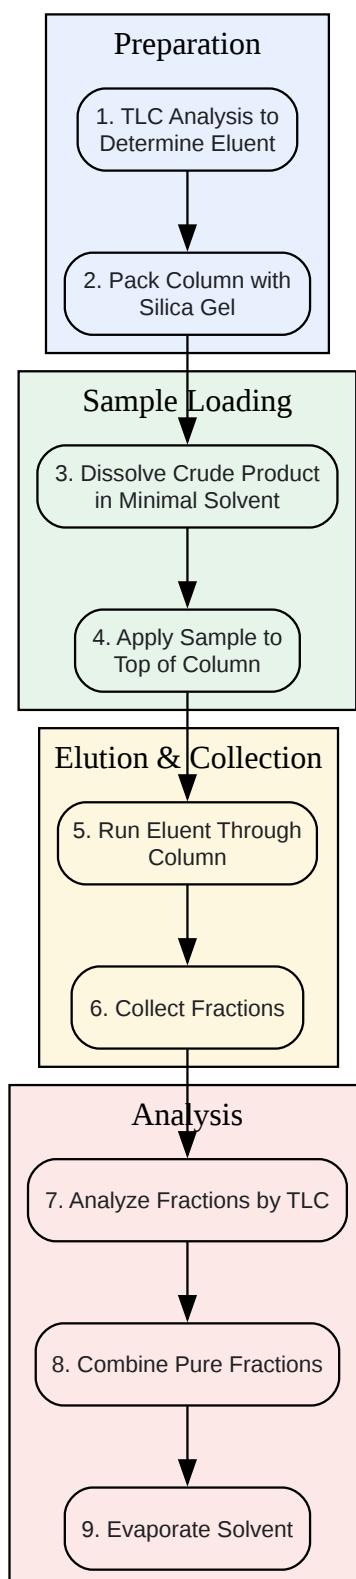 Preparation
1. TLC Analysis to
Determine Eluent
2. Pack Column with
Silica Gel
Sample Loading
3. Dissolve Crude Product
in Minimal Solvent
4. Apply Sample to
Top of Column
Elution & Collection
5. Run Eluent Through
Column
6. Collect Fractions
Analysis
7. Analyze Fractions by TLC
8. Combine Pure Fractions
9. Evaporate Solvent